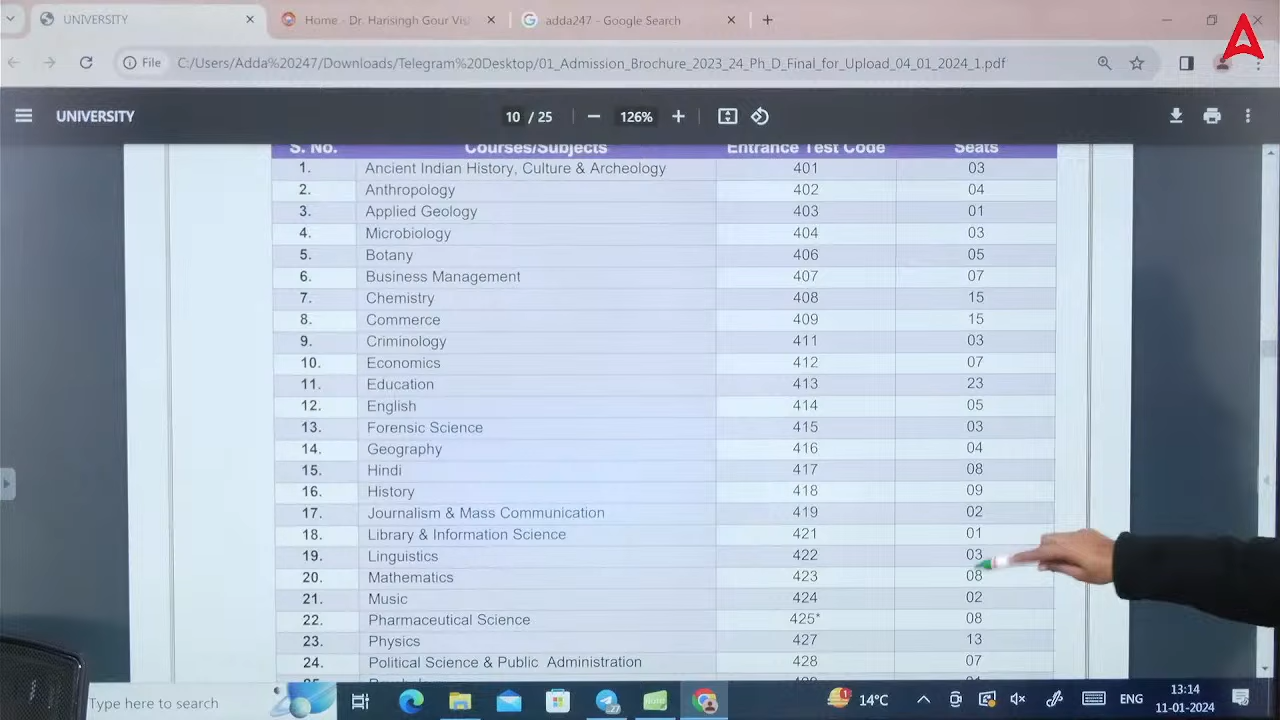 UNIVERSITY
Home - Dr. Harisingh Gour Vis
adda247 - Google Search
File C:/Users/Adda%20247/Downloads/Telegram%20Desktop/01_Admission_Brochure_2023_24_Ph_D_Final_for_Upload_04_01_2024_1.pdf
UNIVERSITY 10 / 25 126%
S. No. Courses/Subjects Entrance Test Code Seats
1. Ancient Indian History, Culture & Archeology 401 03
2. Anthropology 402 04
3. Applied Geology 403 01
4. Microbiology 404 03
5. Botany 406 05
6. Business Management 407 07
7. Chemistry 408 15
8. Commerce 409 15
9. Criminology 411 03
10. Economics 412 07
11. Education 413 23
12. English 414 05
13. Forensic Science 415 03
14. Geography 416 04
15. Hindi 417 08
16. History 418 09
17. Journalism & Mass Communication 419 02
18. Library & Information Science 421 01
19. Linguistics 422 03
20. Mathematics 423 08
21. Music 424 02
22. Pharmaceutical Science 425* 08
23. Physics 427 13
24. Political Science & Public Administration 428 07
Type here to search
14°C
ENG
13:14
11-01-2024